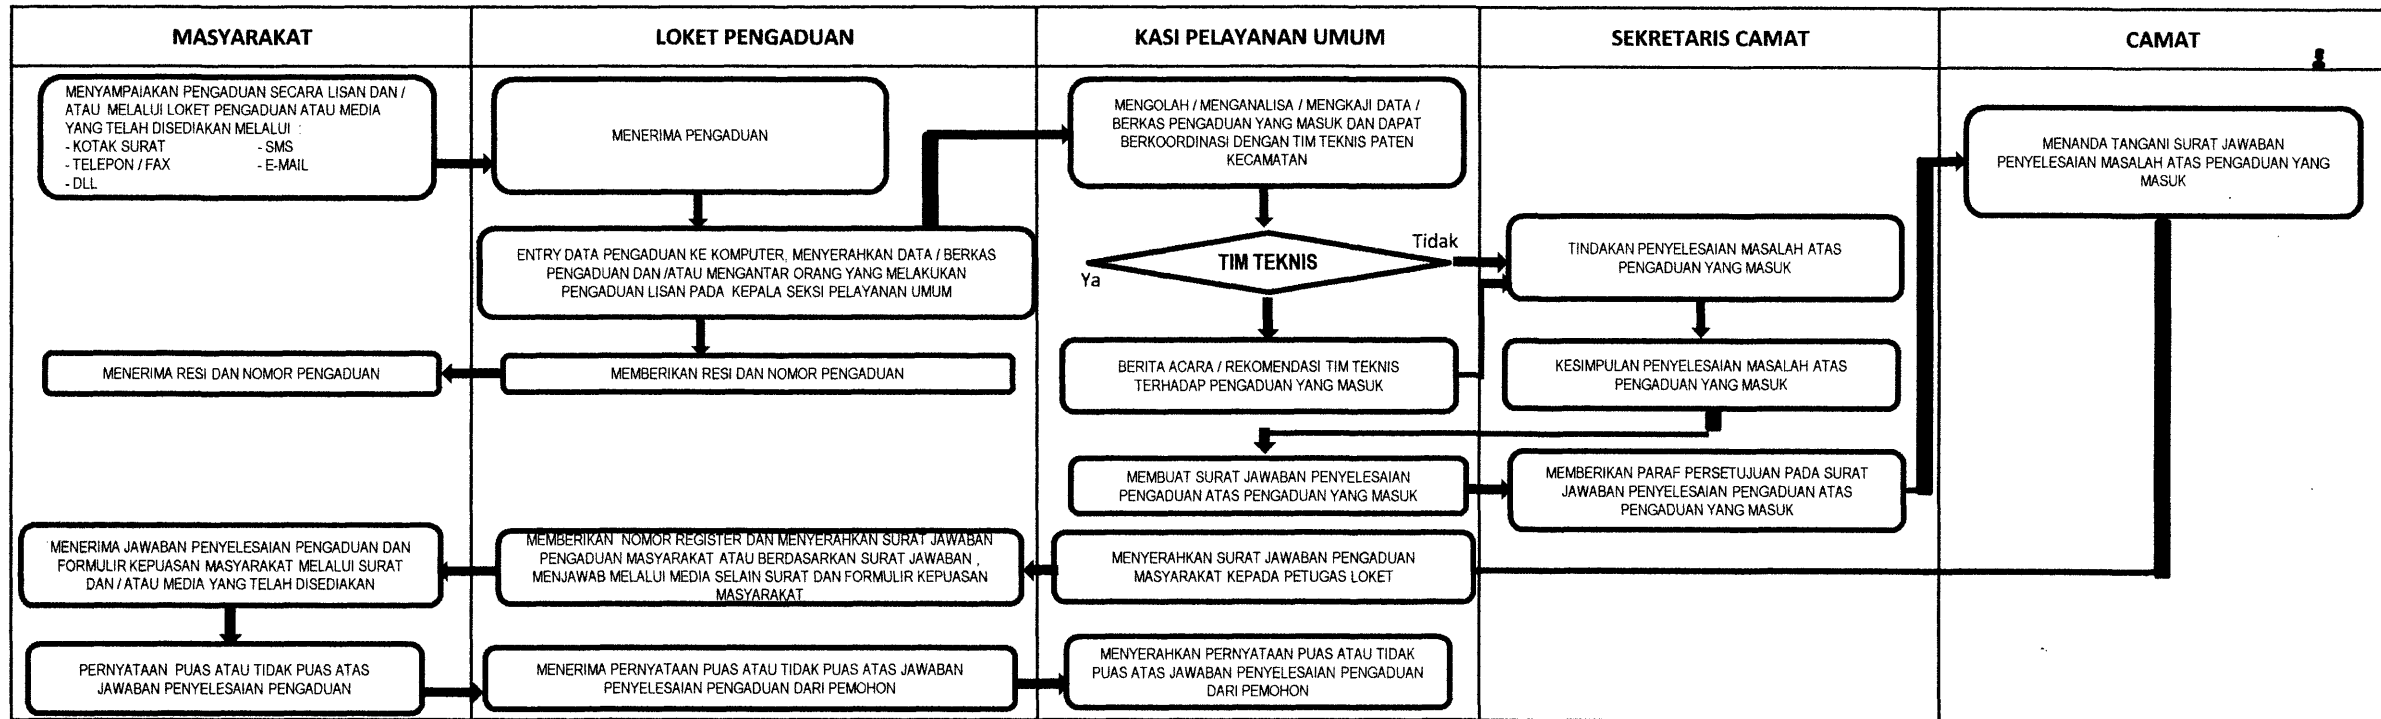 MASYARAKAT
LOKET PENGADUAN
KASI PELAYANAN UMUM
SEKRETARIS CAMAT
CAMAT
MENYAMPAIAKAN PENGADUAN SECARA LISAN DAN /
ATAU MELALUI LOKET PENGADUAN ATAU MEDIA
YANG TELAH DISEDIAKAN MELALUI :
- KOTAK SURAT - SMS
- TELEPON / FAX - E-MAIL
- DLL
MENERIMA PENGADUAN
MENGOLAH / MENGANALISA / MENGKAJI DATA /
BERKAS PENGADUAN YANG MASUK DAN DAPAT
BERKOORDINASI DENGAN TIM TEKNIS PATEN
KECAMATAN
MENANDA TANGANI SURAT JAWABAN
PENYELESAIAN MASALAH ATAS PENGADUAN YANG
MASUK
ENTRY DATA PENGADUAN KE KOMPUTER, MENYERAHKAN DATA / BERKAS
PENGADUAN DAN /ATAU MENGANTAR ORANG YANG MELAKUKAN
PENGADUAN LISAN PADA KEPALA SEKSI PELAYANAN UMUM
TIM TEKNIS
Tidak
Ya
TINDAKAN PENYELESAIAN MASALAH ATAS
PENGADUAN YANG MASUK
MENERIMA RESI DAN NOMOR PENGADUAN
MEMBERIKAN RESI DAN NOMOR PENGADUAN
BERITA ACARA / REKOMENDASI TIM TEKNIS
TERHADAP PENGADUAN YANG MASUK
KESIMPULAN PENYELESAIAN MASALAH ATAS
PENGADUAN YANG MASUK
MEMBUAT SURAT JAWABAN PENYELESAIAN
PENGADUAN ATAS PENGADUAN YANG MASUK
MEMBERIKAN PARAF PERSETUJUAN PADA SURAT
JAWABAN PENYELESAIAN PENGADUAN ATAS
PENGADUAN YANG MASUK
MENERIMA JAWABAN PENYELESAIAN PENGADUAN DAN
FORMULIR KEPUASAN MASYARAKAT MELALUI SURAT
DAN / ATAU MEDIA YANG TELAH DISEDIAKAN
MEMBERIKAN NOMOR REGISTER DAN MENYERAHKAN SURAT JAWABAN
PENGADUAN MASYARAKAT ATAU BERDASARKAN SURAT JAWABAN ,
MENJAWAB MELALUI MEDIA SELAIN SURAT DAN FORMULIR KEPUASAN
MASYARAKAT
MENYERAHKAN SURAT JAWABAN PENGADUAN
MASYARAKAT KEPADA PETUGAS LOKET
PERNYATAAN PUAS ATAU TIDAK PUAS ATAS
JAWABAN PENYELESAIAN PENGADUAN
MENERIMA PERNYATAAN PUAS ATAU TIDAK PUAS ATAS JAWABAN
PENYELESAIAN PENGADUAN DARI PEMOHON
MENYERAHKAN PERNYATAAN PUAS ATAU TIDAK
PUAS ATAS JAWABAN PENYELESAIAN PENGADUAN
DARI PEMOHON